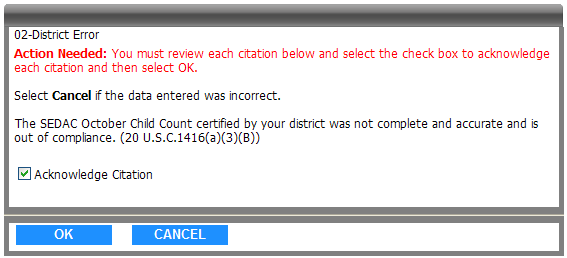 02-District Error
Action Needed: You must review each citation below and select the check box to acknowledge
each citation and then select OK.
Select Cancel if the data entered was incorrect.
The SEDAC October Child Count certified by your district was not complete and accurate and is
out of compliance. (20 U.S.C.1416(a)(3)(B))
Acknowledge Citation
OK CANCEL